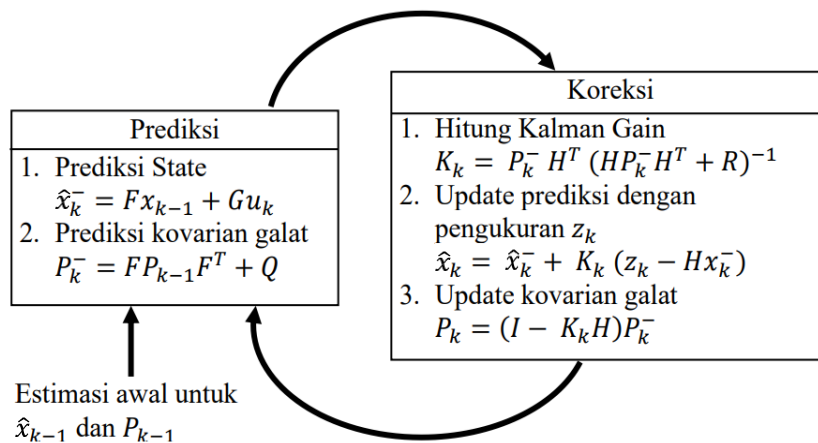 Prediksi
1. Prediksi State
x̂ₖ⁻ = Fxₖ₋₁ + Guₖ
2. Prediksi kovarian galat
Pₖ⁻ = FPₖ₋₁Fᵀ + Q
Estimasi awal untuk
x̂ₖ₋₁ dan Pₖ₋₁
Koreksi
1. Hitung Kalman Gain
Kₖ = Pₖ⁻ Hᵀ (HPₖ⁻Hᵀ + R)⁻¹
2. Update prediksi dengan
pengukuran zₖ
x̂ₖ = x̂ₖ⁻ + Kₖ (zₖ − Hxₖ⁻)
3. Update kovarian galat
Pₖ = (I − KₖH)Pₖ⁻